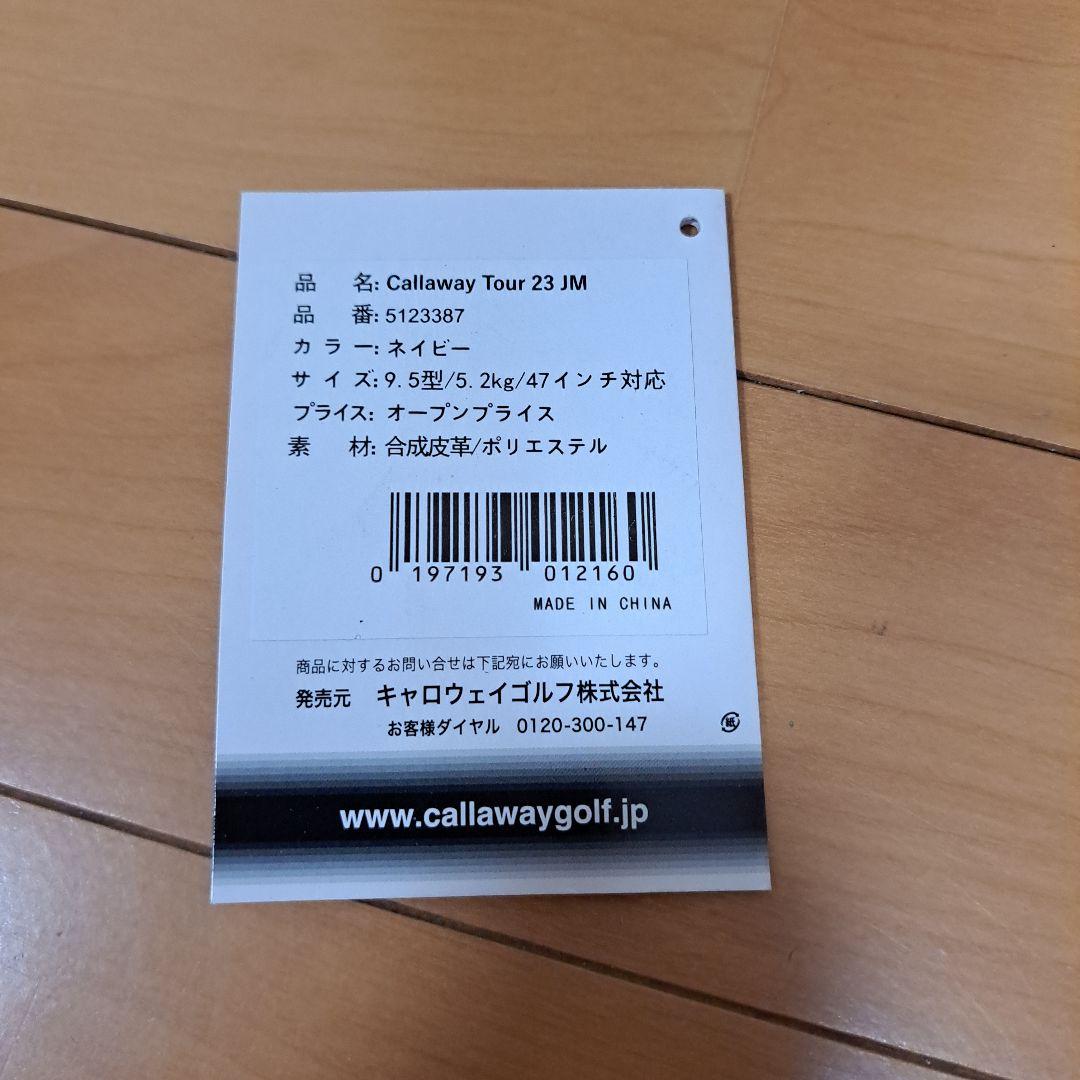 品 名: Callaway Tour 23 JM
品 番: 5123387
カラー: ネイビー
サイズ: 9.5型/5.2kg/47インチ対応
プライス: オープンプライス
素 材: 合成皮革/ポリエステル
0 197193 012160
MADE IN CHINA
商品に対するお問い合せは下記宛にお願いいたします。
発売元 キャロウェイゴルフ株式会社
お客様ダイヤル 0120-300-147
紙
www.callawaygolf.jp